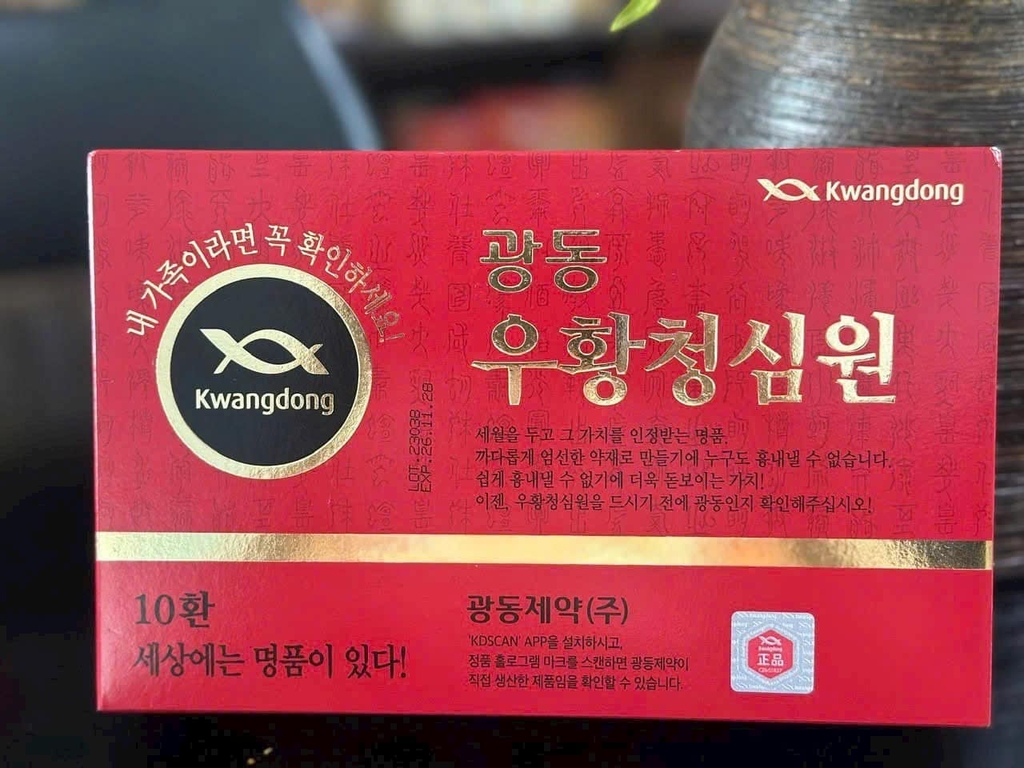 Kwangdong
내 가족이라면 꼭 확인하세요!
Kwangdong
광동
우황청심원
LOT.:23038
EXP.:26.11.28
세월을 두고 그 가치를 인정받는 명품.
까다롭게 엄선한 약재로 만들기에 누구도 흉내낼 수 없습니다.
쉽게 흉내낼 수 없기에 더욱 돋보이는 가치!
이젠, 우황청심원을 드시기 전에 광동인지 확인해주십시오!
10환
세상에는 명품이 있다!
광동제약(주)
'KDSCAN' APP을 설치하시고,
정품 홀로그램 마크를 스캔하면 광동제약이
직접 생산한 제품임을 확인할 수 있습니다.
正品